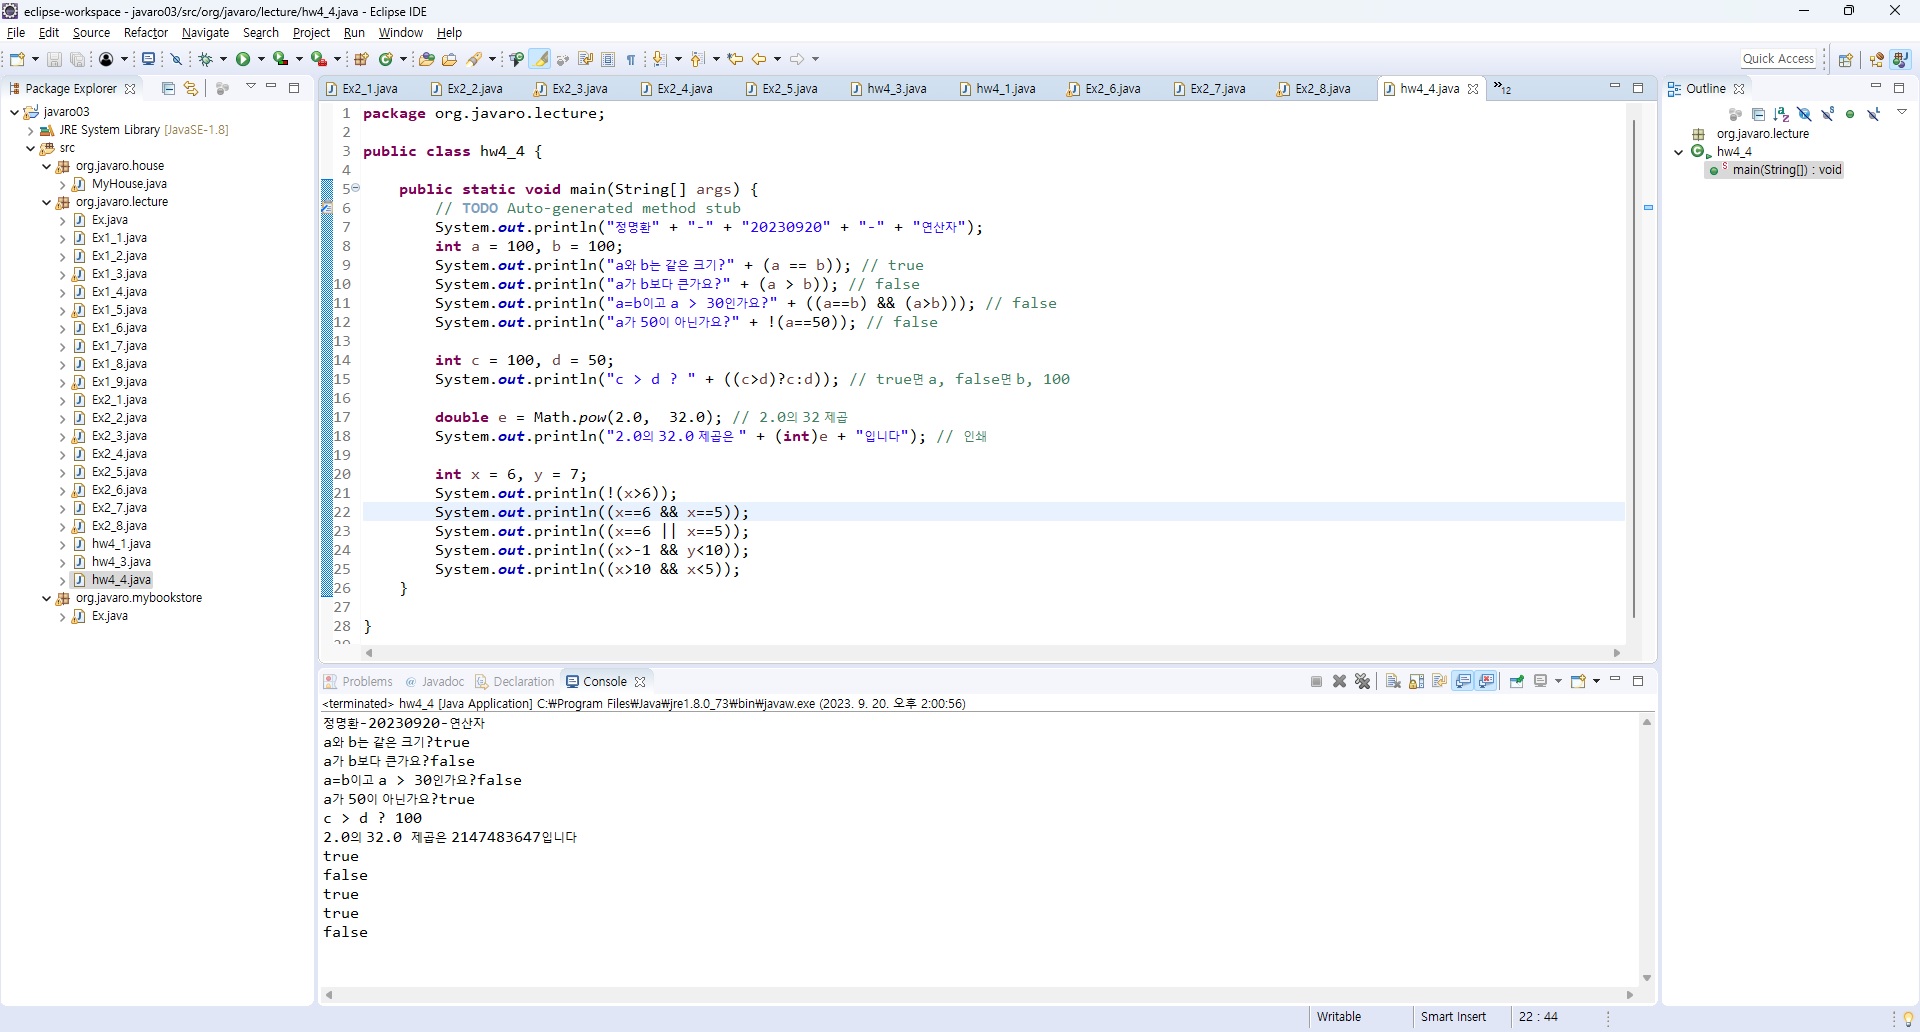 eclipse-workspace - javaro03/src/org/javaro/lecture/hw4_4.java - Eclipse IDE
File Edit Source Refactor Navigate Search Project Run Window Help
Quick Access
Package Explorer
javaro03
JRE System Library [JavaSE-1.8]
src
org.javaro.house
MyHouse.java
org.javaro.lecture
Ex.java
Ex1_1.java
Ex1_2.java
Ex1_3.java
Ex1_4.java
Ex1_5.java
Ex1_6.java
Ex1_7.java
Ex1_8.java
Ex1_9.java
Ex2_1.java
Ex2_2.java
Ex2_3.java
Ex2_4.java
Ex2_5.java
Ex2_6.java
Ex2_7.java
Ex2_8.java
hw4_1.java
hw4_3.java
hw4_4.java
org.javaro.mybookstore
Ex.java
Ex2_1.java Ex2_2.java Ex2_3.java Ex2_4.java Ex2_5.java hw4_3.java hw4_1.java Ex2_6.java Ex2_7.java Ex2_8.java hw4_4.java »12
1 package org.javaro.lecture;
2
3 public class hw4_4 {
4
5 public static void main(String[] args) {
6 // TODO Auto-generated method stub
7 System.out.println("정명환" + "-" + "20230920" + "-" + "연산자");
8 int a = 100, b = 100;
9 System.out.println("a와 b는 같은 크기?" + (a == b)); // true
10 System.out.println("a가 b보다 큰가요?" + (a > b)); // false
11 System.out.println("a=b이고 a > 30인가요?" + ((a==b) && (a>b))); // false
12 System.out.println("a가 50이 아닌가요?" + !(a==50)); // false
13
14 int c = 100, d = 50;
15 System.out.println("c > d ? " + ((c>d)?c:d)); // true면 a, false면 b, 100
16
17 double e = Math.pow(2.0, 32.0); // 2.0의 32 제곱
18 System.out.println("2.0의 32.0 제곱은 " + (int)e + "입니다"); // 인쇄
19
20 int x = 6, y = 7;
21 System.out.println(!(x>6));
22 System.out.println((x==6 && x==5));
23 System.out.println((x==6 || x==5));
24 System.out.println((x>-1 && y<10));
25 System.out.println((x>10 && x<5));
26 }
27
28 }
Problems Javadoc Declaration Console
<terminated> hw4_4 [Java Application] C:₩Program Files₩Java₩jre1.8.0_73₩bin₩javaw.exe (2023. 9. 20. 오후 2:00:56)
정명환-20230920-연산자
a와 b는 같은 크기?true
a가 b보다 큰가요?false
a=b이고 a > 30인가요?false
a가 50이 아닌가요?true
c > d ? 100
2.0의 32.0 제곱은 2147483647입니다
true
false
true
true
false
Outline
org.javaro.lecture
hw4_4
main(String[]) : void
Writable Smart Insert 22 : 44